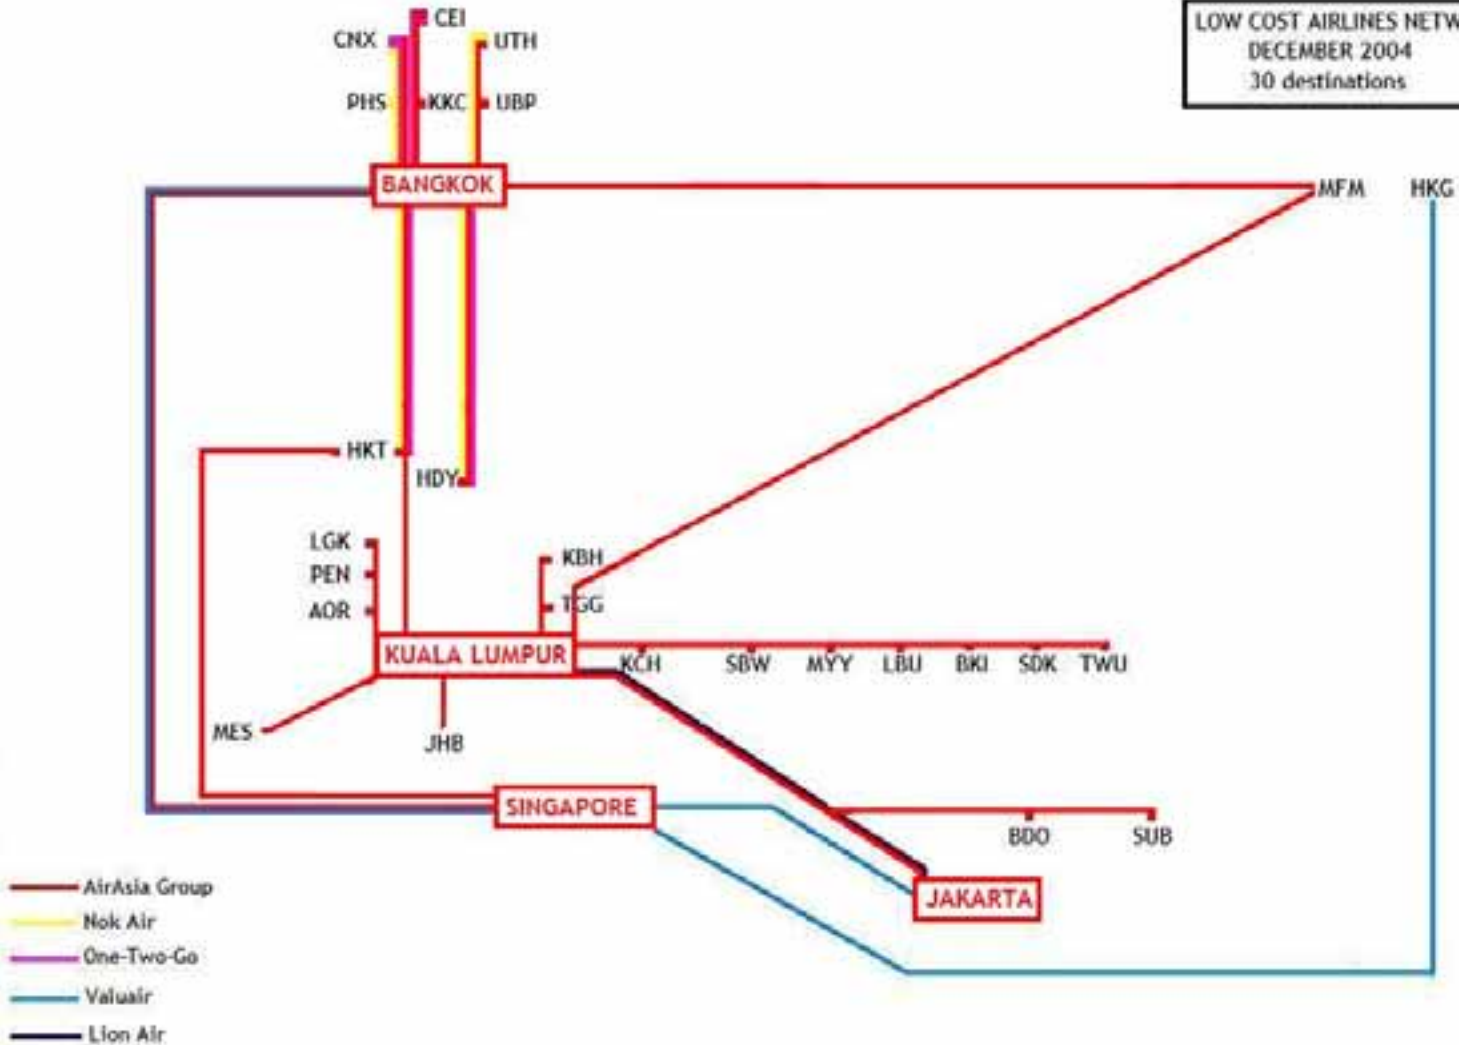 LOW COST AIRLINES NETW
DECEMBER 2004
30 destinations
CEI
CNX
UTH
PHS
KKC
UBP
BANGKOK
MFM
HKG
HKT
HDY
LGK
KBH
PEN
TGG
AOR
KUALA LUMPUR
KCH
SBW
MYY
LBU
BKI
SDK
TWU
MES
JHB
SINGAPORE
BDO
SUB
JAKARTA
AirAsia Group
Nok Air
One-Two-Go
Valuair
Lion Air